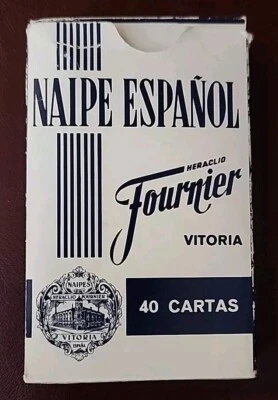 NAIPE ESPAÑOL
HERACLIO
Fournier
VITORIA
NAIPES
HERACLIO FOURNIER
VITORIA
40 CARTAS